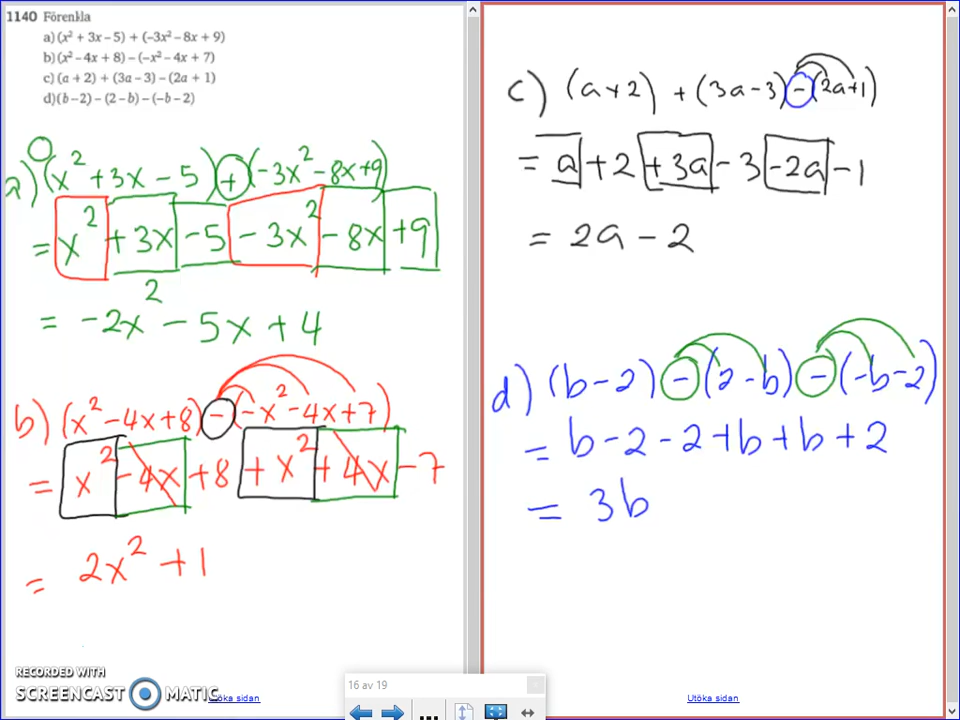 1140 Förenkla
a) (x² + 3x − 5) + (−3x² − 8x + 9)
b) (x² − 4x + 8) − (−x² − 4x + 7)
c) (a + 2) + (3a − 3) − (2a + 1)
d) (b − 2) − (2 − b) − (−b − 2)
a) (x² + 3x − 5) + (−3x² − 8x + 9)
= x² + 3x − 5 − 3x² − 8x + 9
= −2x² − 5x + 4
b) (x² − 4x + 8) − (−x² − 4x + 7)
= x² − 4x + 8 + x² + 4x − 7
= 2x² + 1
c) (a + 2) + (3a − 3) − (2a + 1)
= a + 2 + 3a − 3 − 2a − 1
= 2a − 2
d) (b − 2) − (2 − b) − (−b − 2)
= b − 2 − 2 + b + b + 2
= 3b
RECORDED WITH
SCREENCAST MATIC
Utöka sidan
16 av 19
Utöka sidan